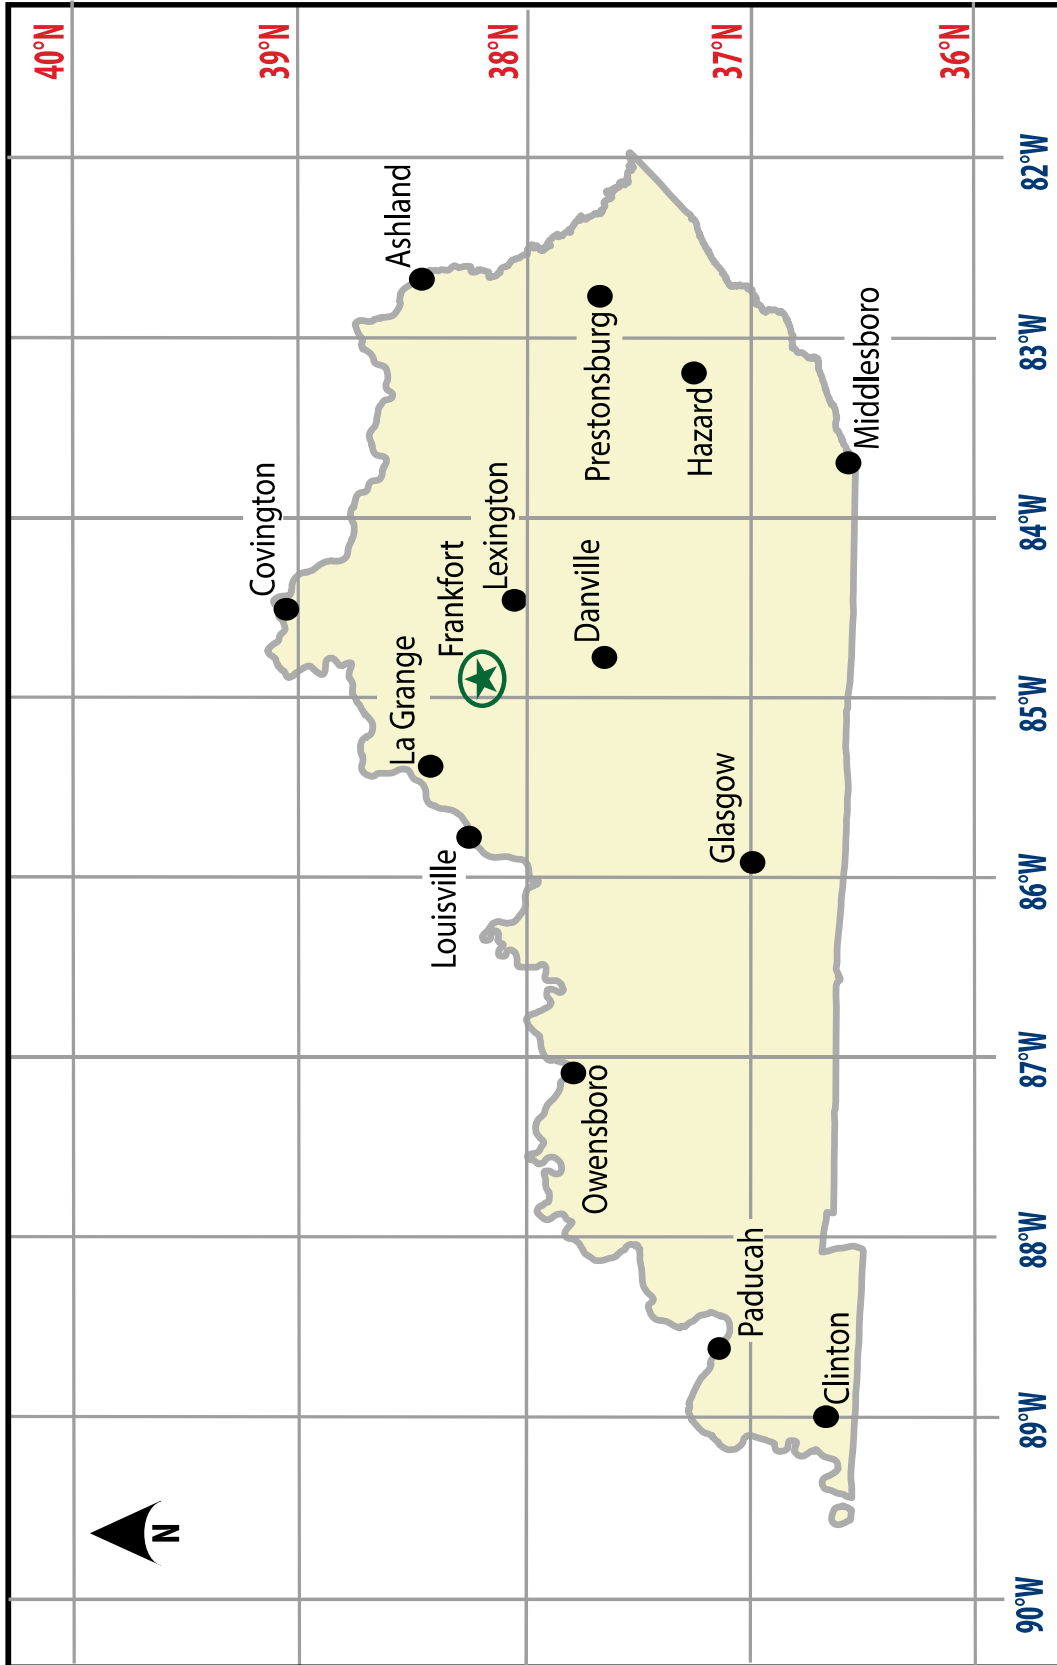 40°N
39°N
38°N
37°N
36°N
90°W
89°W
88°W
87°W
86°W
85°W
84°W
83°W
82°W
N
Covington
Ashland
La Grange
Frankfort
Louisville
Lexington
Prestonsburg
Danville
Owensboro
Hazard
Glasgow
Paducah
Clinton
Middlesboro